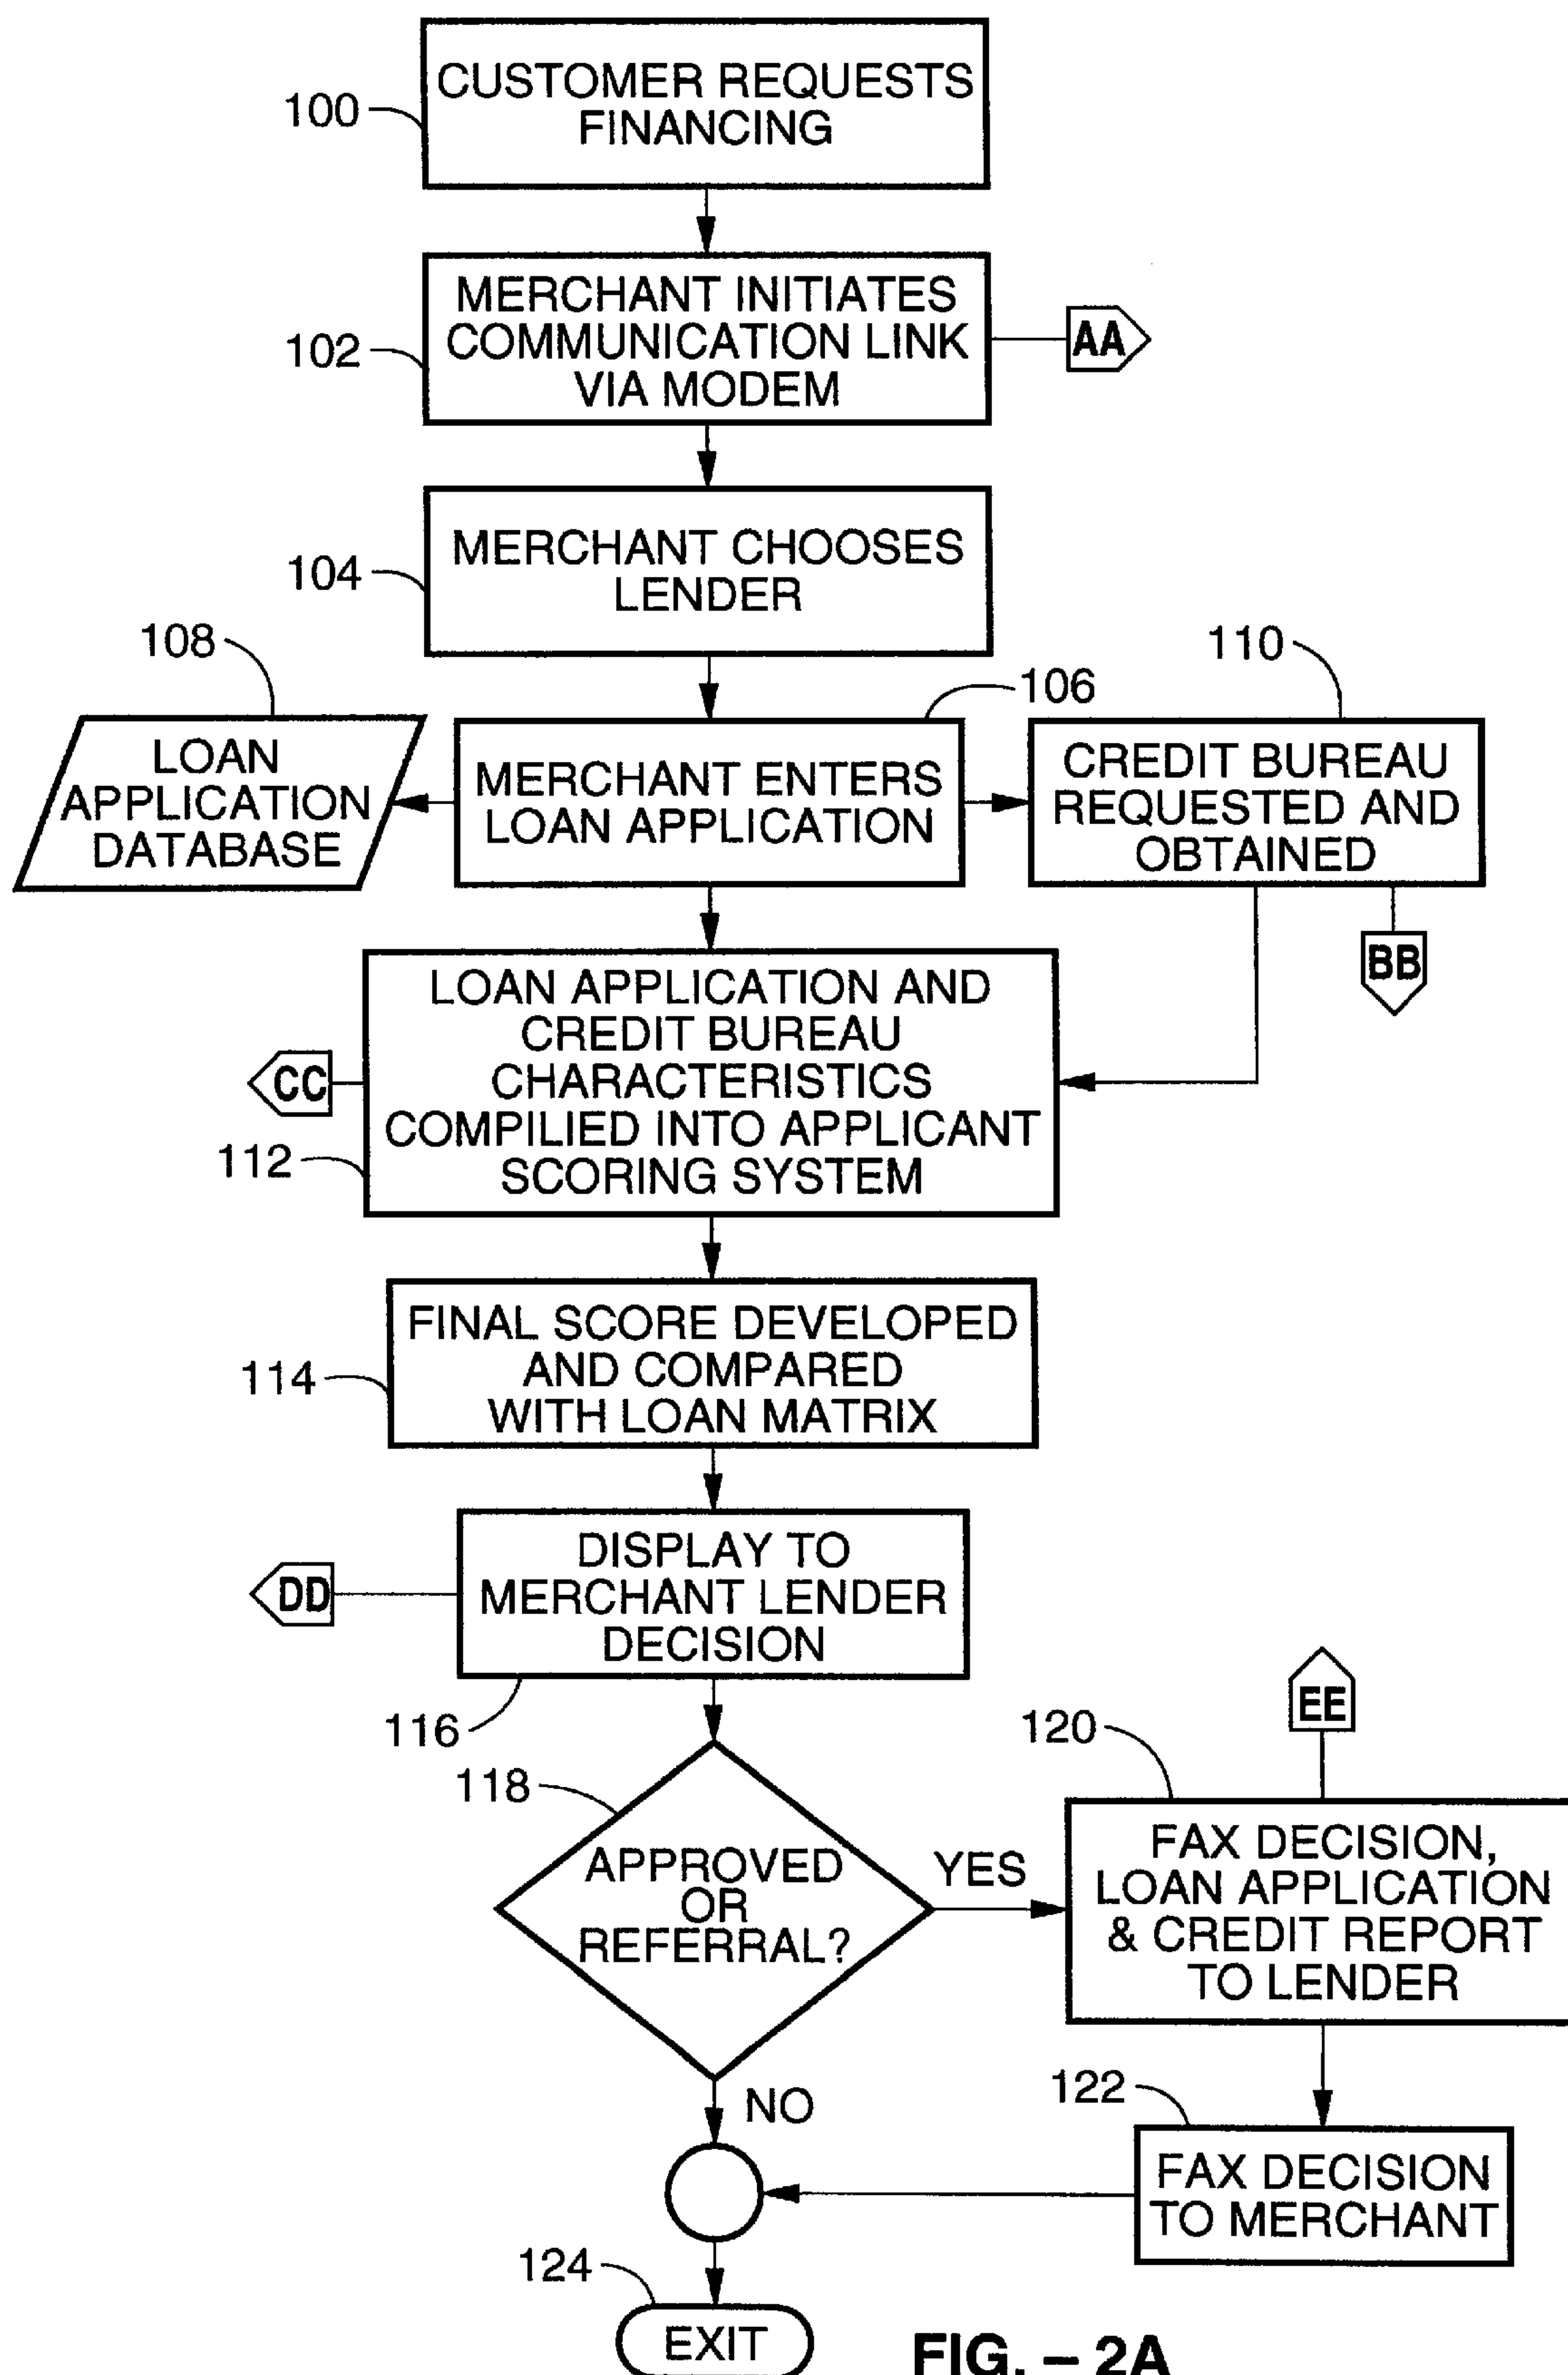 CUSTOMER REQUESTS
FINANCING
100
MERCHANT INITIATES
COMMUNICATION LINK
VIA MODEM
102
AA
MERCHANT CHOOSES
LENDER
104
108
110
106
LOAN
APPLICATION
DATABASE
MERCHANT ENTERS
LOAN APPLICATION
CREDIT BUREAU
REQUESTED AND
OBTAINED
BB
LOAN APPLICATION AND
CREDIT BUREAU
CHARACTERISTICS
COMPILIED INTO APPLICANT
SCORING SYSTEM
CC
112
FINAL SCORE DEVELOPED
AND COMPARED
WITH LOAN MATRIX
114
DISPLAY TO
MERCHANT LENDER
DECISION
DD
116
EE
120
118
APPROVED
OR
REFERRAL?
YES
FAX DECISION,
LOAN APPLICATION
& CREDIT REPORT
TO LENDER
NO
122
FAX DECISION
TO MERCHANT
124
EXIT
FIG. – 2A